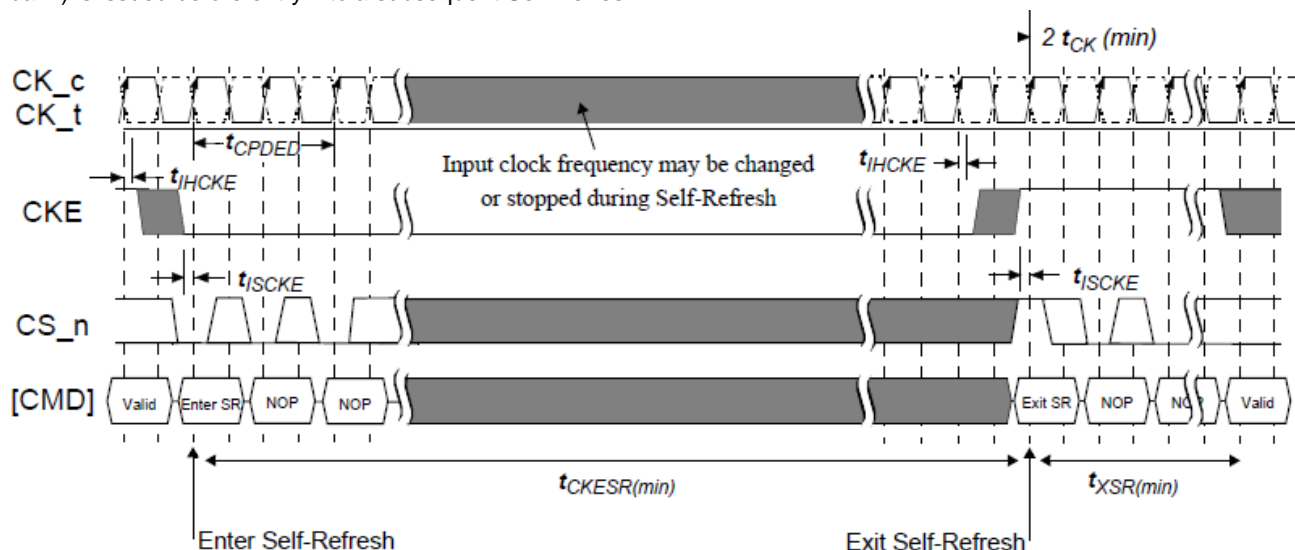 2 tCK (min)
CK_c
CK_t
tCPDED
Input clock frequency may be changed
or stopped during Self-Refresh
tIHCKE
tIHCKE
CKE
tISCKE
tISCKE
CS_n
[CMD]
Valid
Enter SR
NOP
NOP
Exit SR
NOP
NOP
Valid
tCKESR(min)
tXSR(min)
Enter Self-Refresh
Exit Self-Refresh